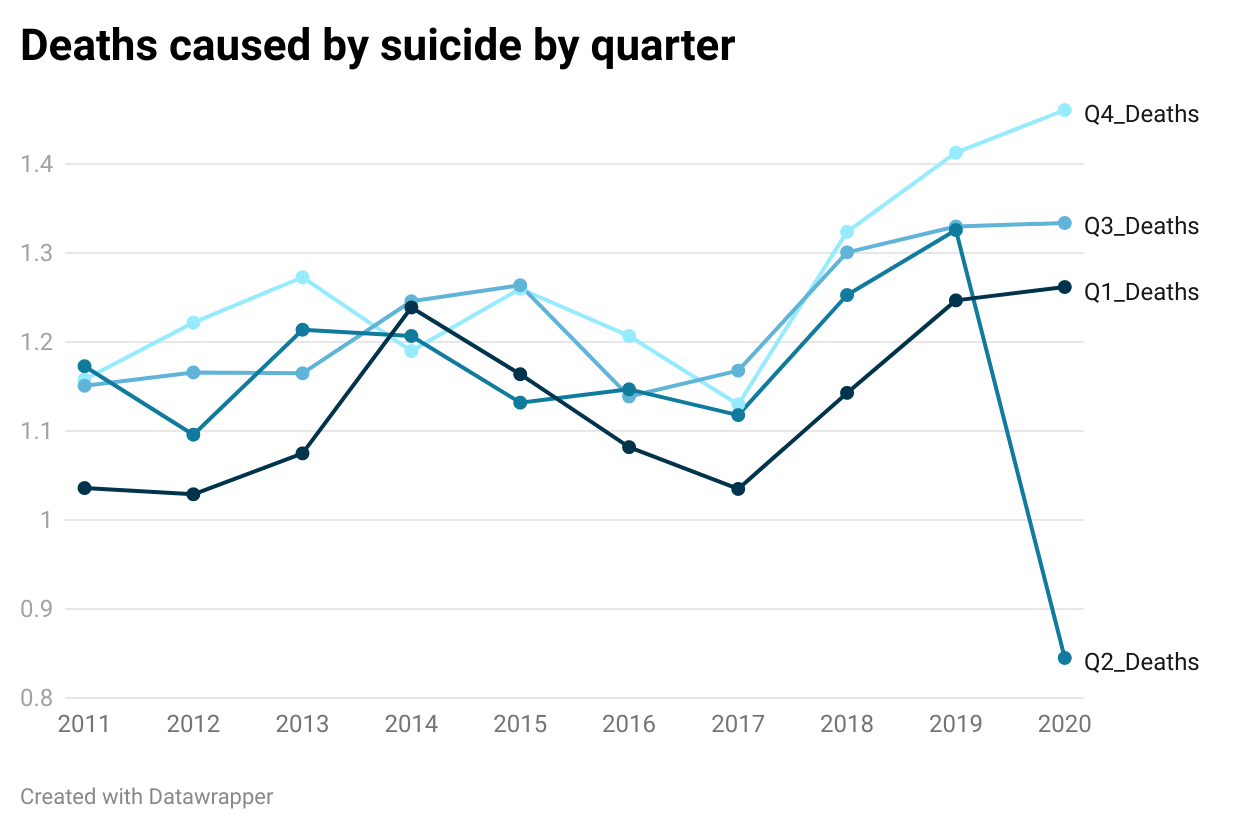 Deaths caused by suicide by quarter
Q4_Deaths
1.4
Q3_Deaths
1.3
Q1_Deaths
1.2
1.1
1
0.9
Q2_Deaths
0.8
2011 2012 2013 2014 2015 2016 2017 2018 2019 2020
Created with Datawrapper